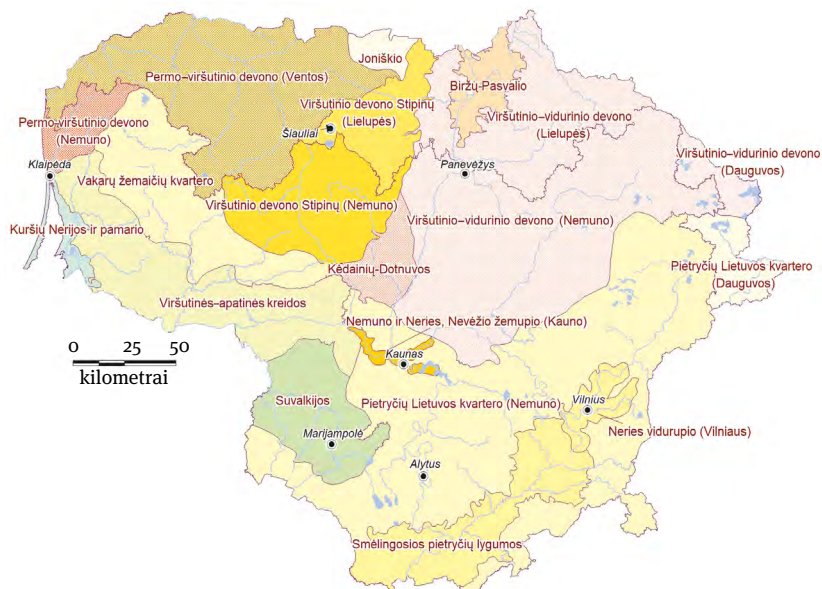 Joniškio
Permo–viršutinio devono (Ventos)
Biržų-Pasvalio
Viršutinio devono Stipinų
(Lielupės)
Permo-viršutinio devono
(Nemuno)
Šiauliai
Viršutinio–vidurinio devono
(Lielupės)
Viršutinio–vidurinio devono
(Dauguvos)
Klaipėda
Panevėžys
Vakarų žemaičių kvartero
Viršutinio devono Stipinų (Nemuno)
Viršutinio–vidurinio devono (Nemuno)
Kuršių Nerijos ir pamario
Kėdainių-Dotnuvos
Pietryčių Lietuvos kvartero
(Dauguvos)
Viršutinės–apatinės kreidos
Nemuno ir Neries, Nevėžio žemupio (Kauno)
0 25 50
kilometrai
Kaunas
Suvalkijos
Pietryčių Lietuvos kvartero (Nemuno)
Vilnius
Neries vidurupio (Vilniaus)
Marijampolė
Alytus
Smėlingosios pietryčių lygumos